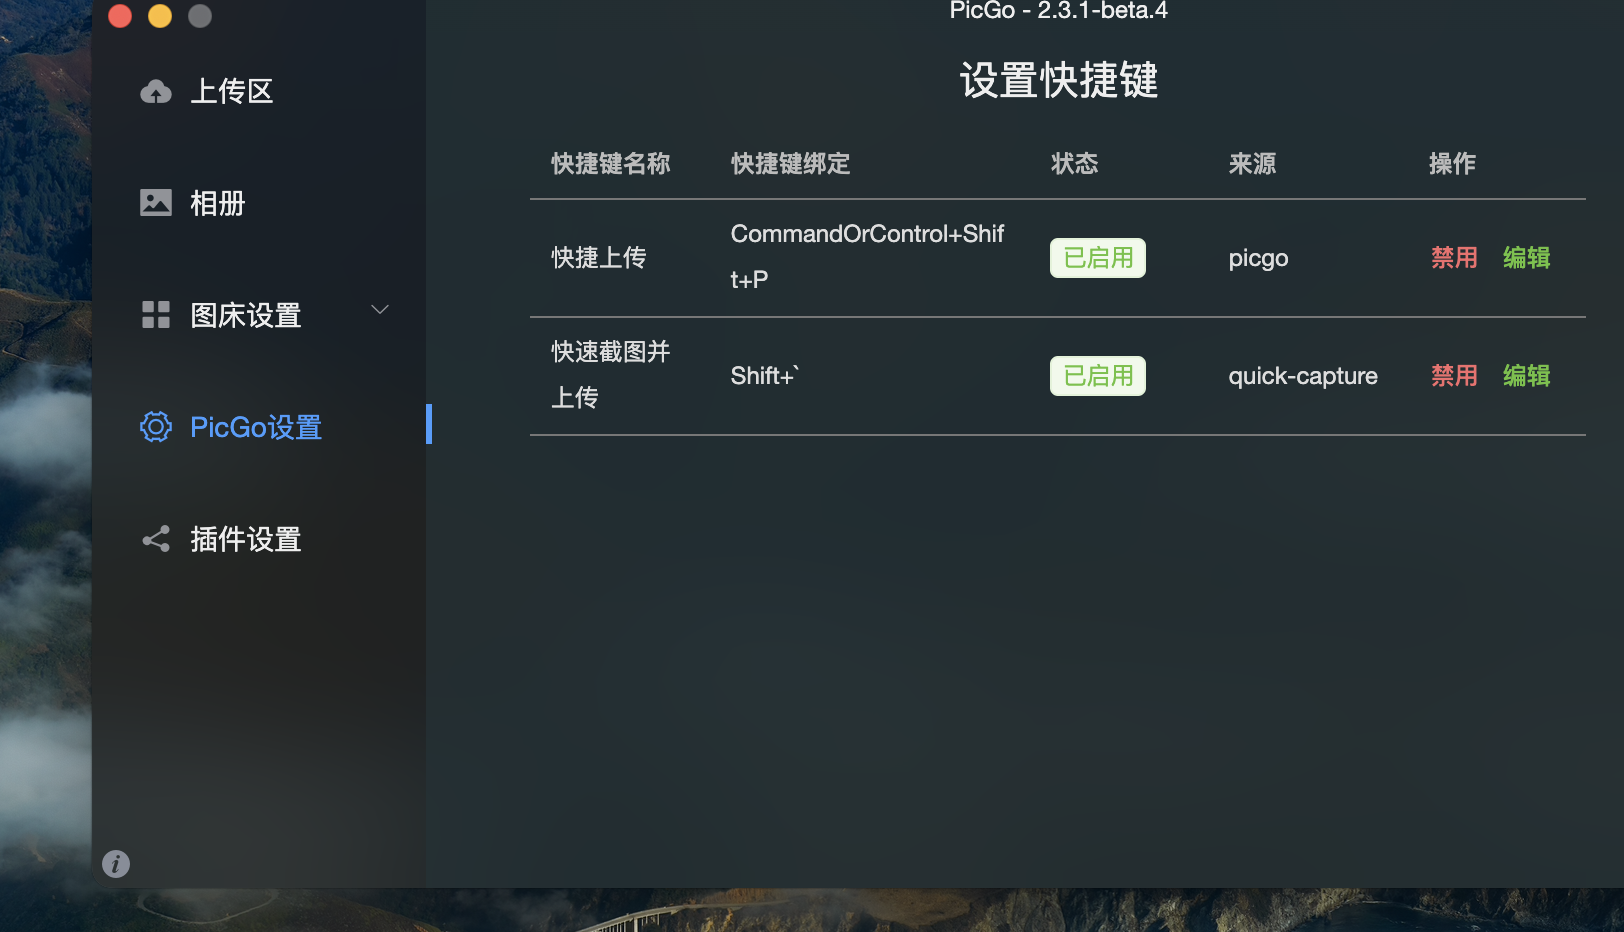 PicGo - 2.3.1-beta.4
上传区
相册
图床设置
PicGo设置
插件设置
设置快捷键
快捷键名称 快捷键绑定 状态 来源 操作
快捷上传 CommandOrControl+Shif
t+P 已启用 picgo 禁用 编辑
快速截图并
上传 Shift+` 已启用 quick-capture 禁用 编辑